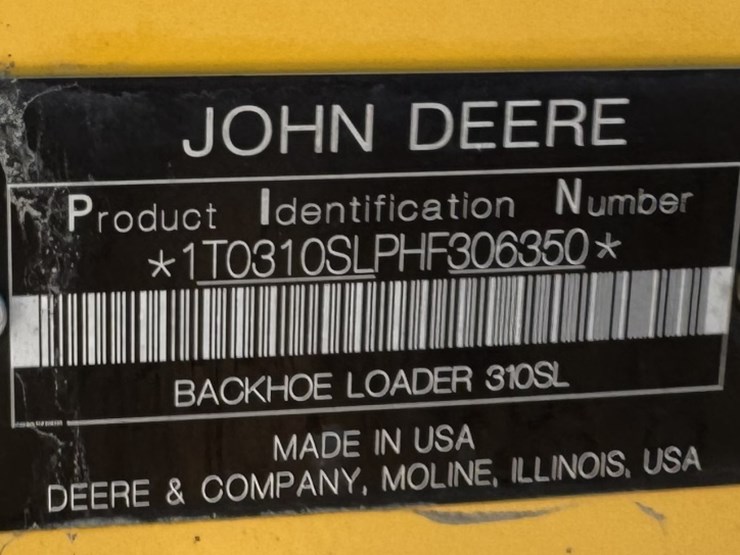 JOHN DEERE
Product Identification Number
*1T0310SLPHF306350*
BACKHOE LOADER 310SL
MADE IN USA
DEERE & COMPANY, MOLINE, ILLINOIS, USA